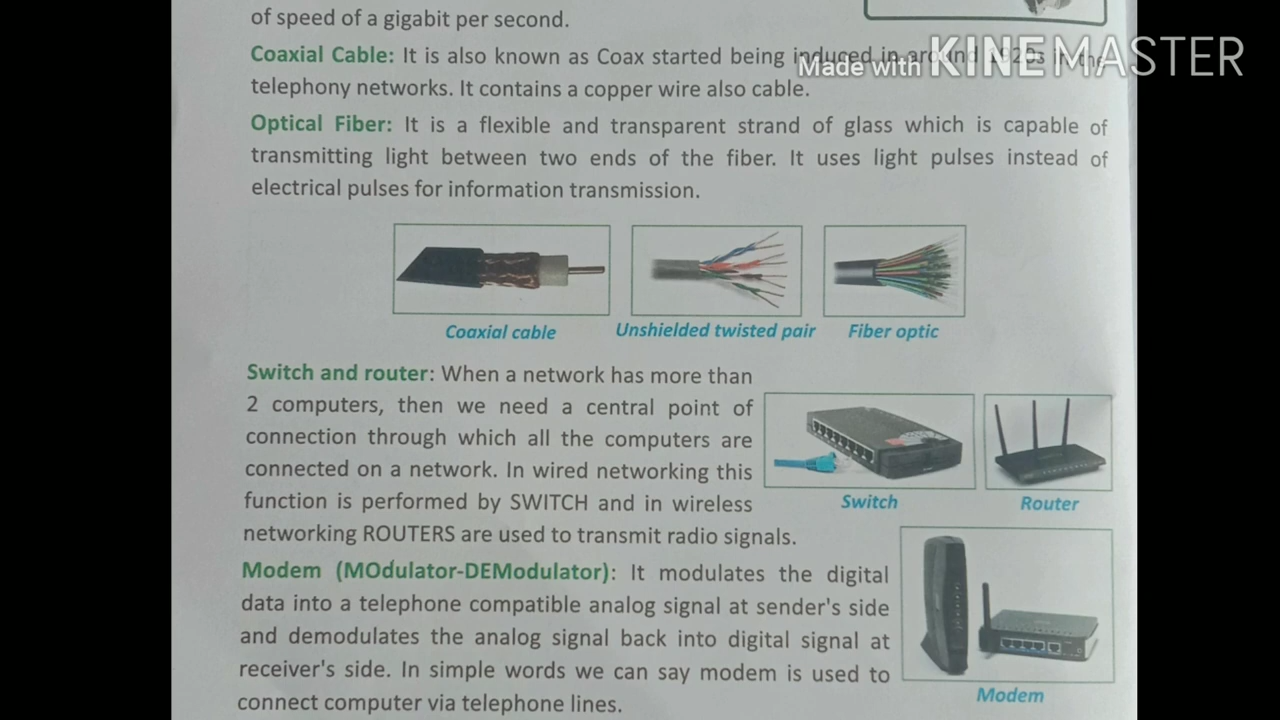 of speed of a gigabit per second.
Coaxial Cable: It is also known as Coax started being induced in around 1920s in the
Made with KINEMASTER
telephony networks. It contains a copper wire also cable.
Optical Fiber: It is a flexible and transparent strand of glass which is capable of
transmitting light between two ends of the fiber. It uses light pulses instead of
electrical pulses for information transmission.
Coaxial cable Unshielded twisted pair Fiber optic
Switch and router: When a network has more than
2 computers, then we need a central point of
connection through which all the computers are
connected on a network. In wired networking this
function is performed by SWITCH and in wireless
networking ROUTERS are used to transmit radio signals.
Switch Router
Modem (MOdulator-DEModulator): It modulates the digital
data into a telephone compatible analog signal at sender's side
and demodulates the analog signal back into digital signal at
receiver's side. In simple words we can say modem is used to
connect computer via telephone lines.
Modem